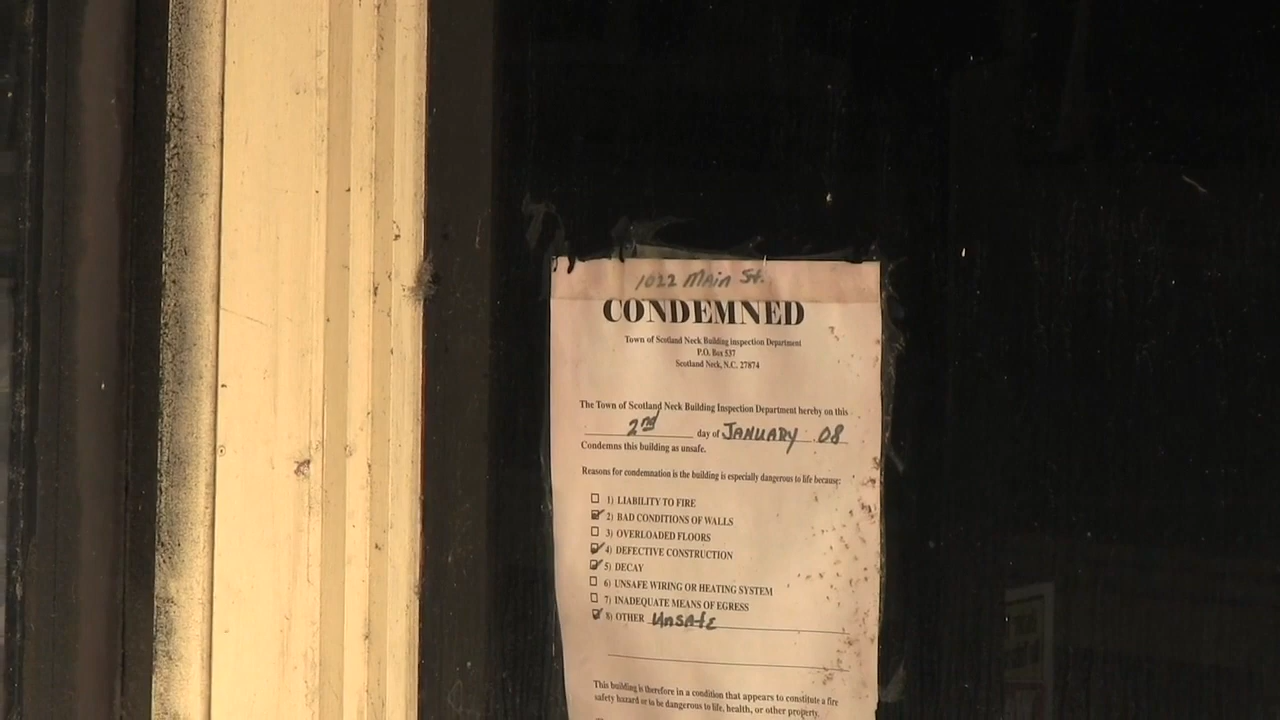 1022 Main St.
CONDEMNED
Town of Scotland Neck Building inspection Department
P.O. Box 537
Scotland Neck, N.C. 27874
The Town of Scotland Neck Building Inspection Department hereby on this
2nd day of JANUARY 08
Condemns this building as unsafe.
Reasons for condemnation is the building is especially dangerous to life because:
1) LIABILITY TO FIRE
2) BAD CONDITIONS OF WALLS
3) OVERLOADED FLOORS
4) DEFECTIVE CONSTRUCTION
5) DECAY
6) UNSAFE WIRING OR HEATING SYSTEM
7) INADEQUATE MEANS OF EGRESS
8) OTHER UnsAfE
This building is therefore in a condition that appears to constitute a fire
safety hazard or to be dangerous to life, health, or other property.